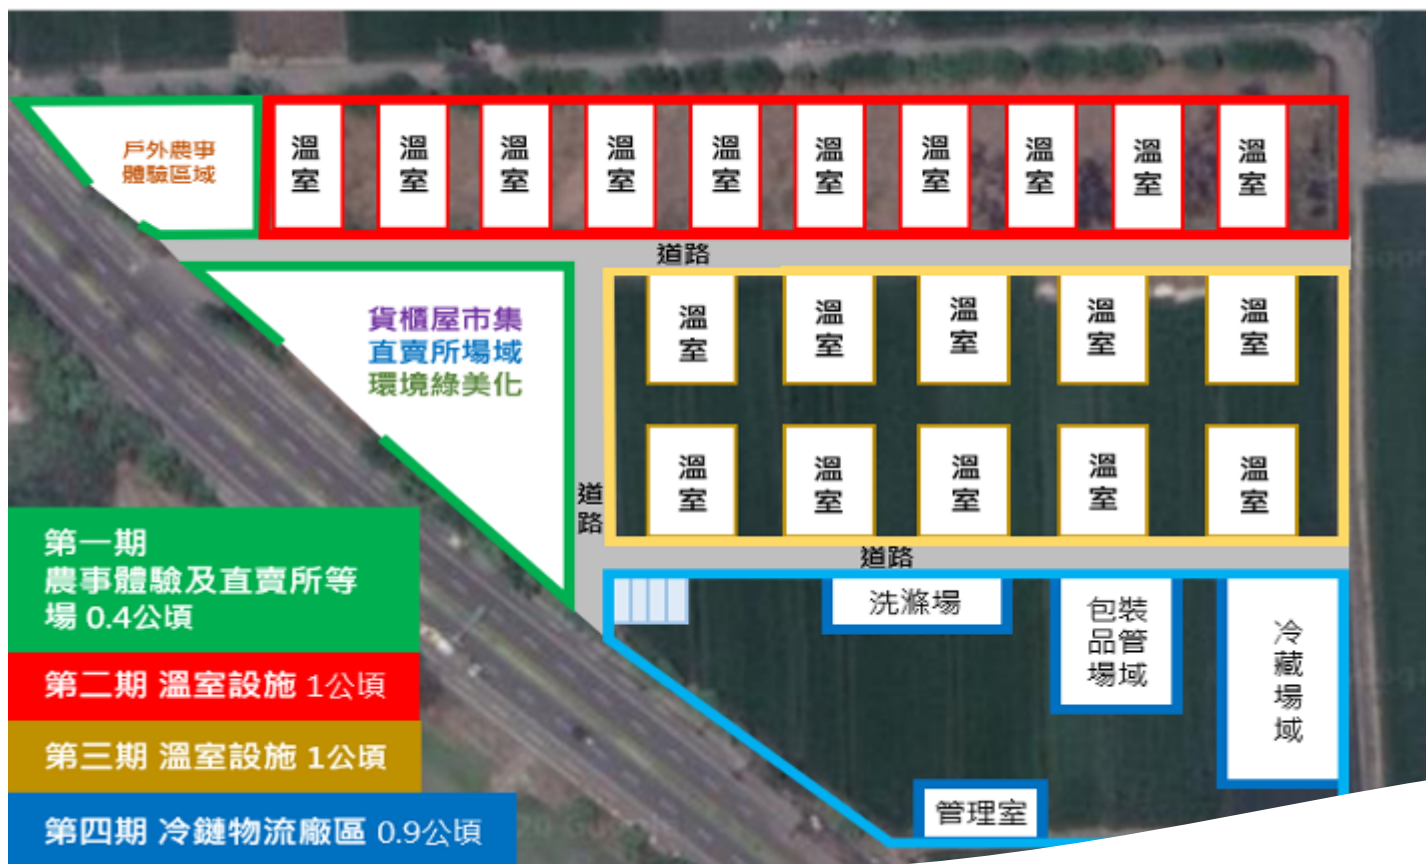 戶外農事
體驗區域
溫室
溫室
溫室
溫室
溫室
溫室
溫室
溫室
溫室
溫室
道路
貨櫃屋市集
直賣所場域
環境綠美化
溫室
溫室
溫室
溫室
溫室
溫室
溫室
溫室
溫室
溫室
道路
道路
洗滌場
包裝
品管
場域
冷藏場域
管理室
第一期
農事體驗及直賣所等
場 0.4公頃
第二期 溫室設施 1公頃
第三期 溫室設施 1公頃
第四期 冷鏈物流廠區 0.9公頃